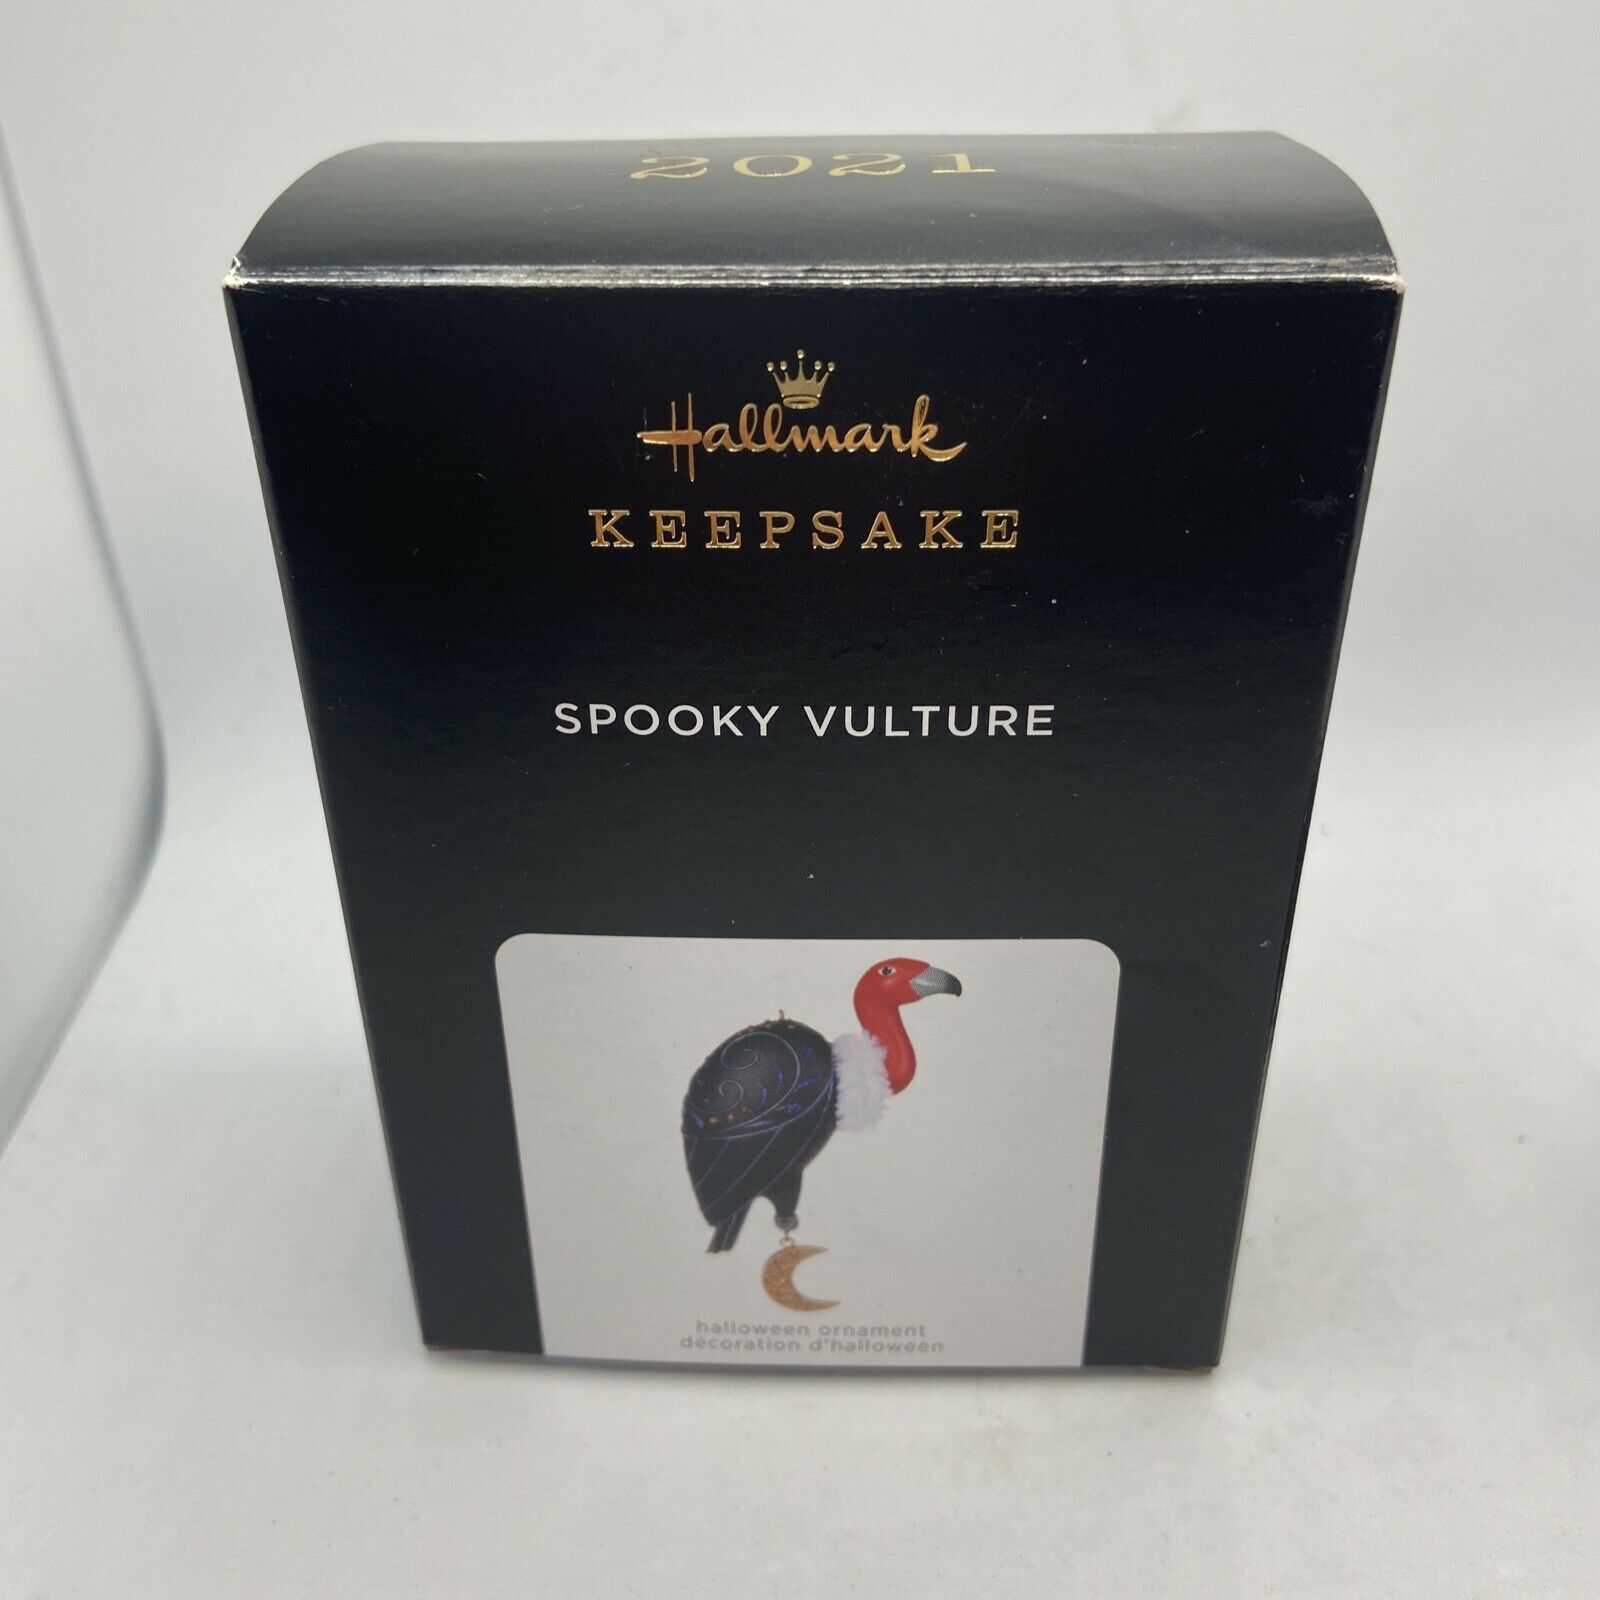 2021
Hallmark
KEEPSAKE
SPOOKY VULTURE
halloween ornament
décoration d'halloween